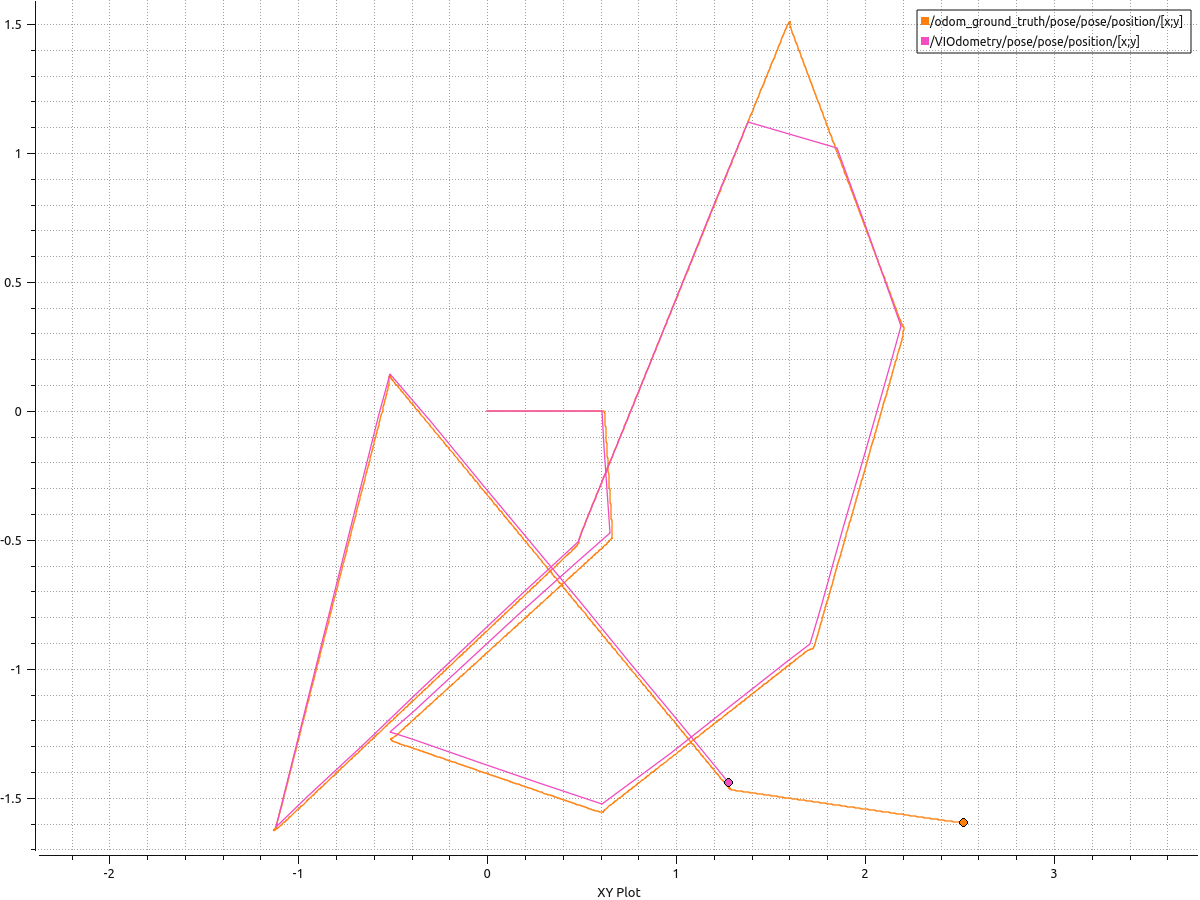 /odom_ground_truth/pose/pose/position/[x;y]
/VIOdometry/pose/pose/position/[x;y]
1.5
1
0.5
0
-0.5
-1
-1.5
-2 -1 0 1 2 3
XY Plot